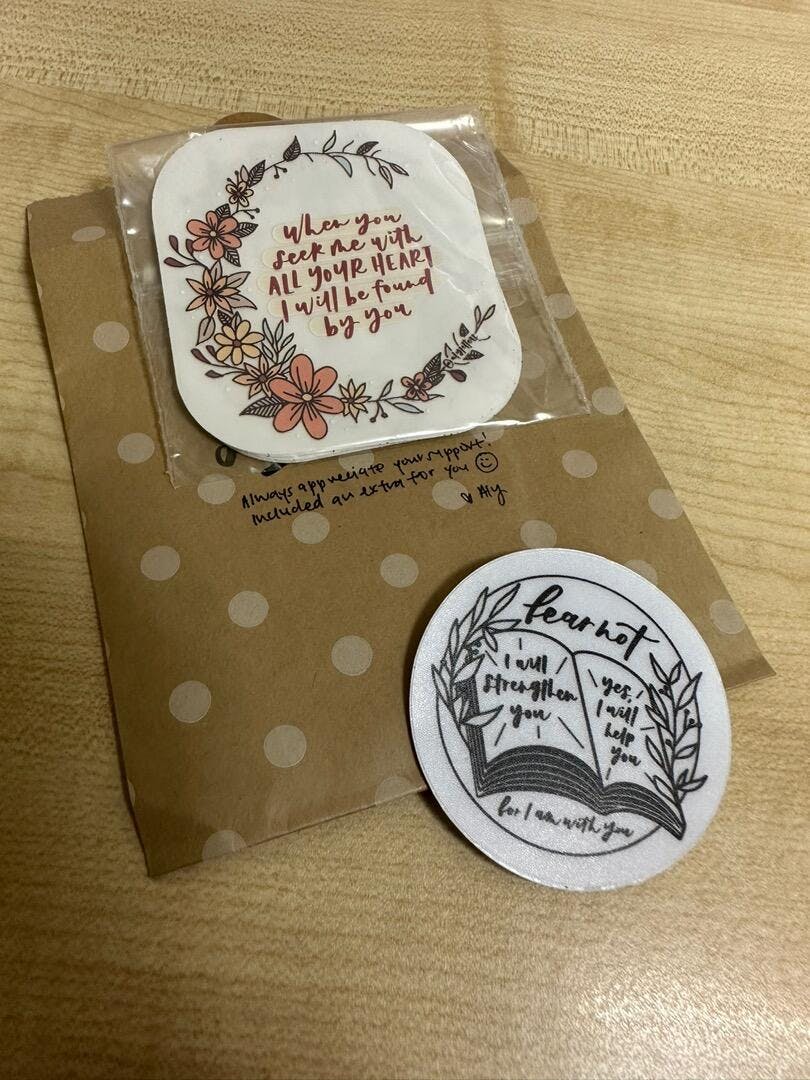 When you
seek me with
ALL YOUR HEART
I will be found
by you
Always appreciate your support!
Included an extra for you
Aly
fear not
I will
strengthen
you
yes,
I will
help
you
for I am with you